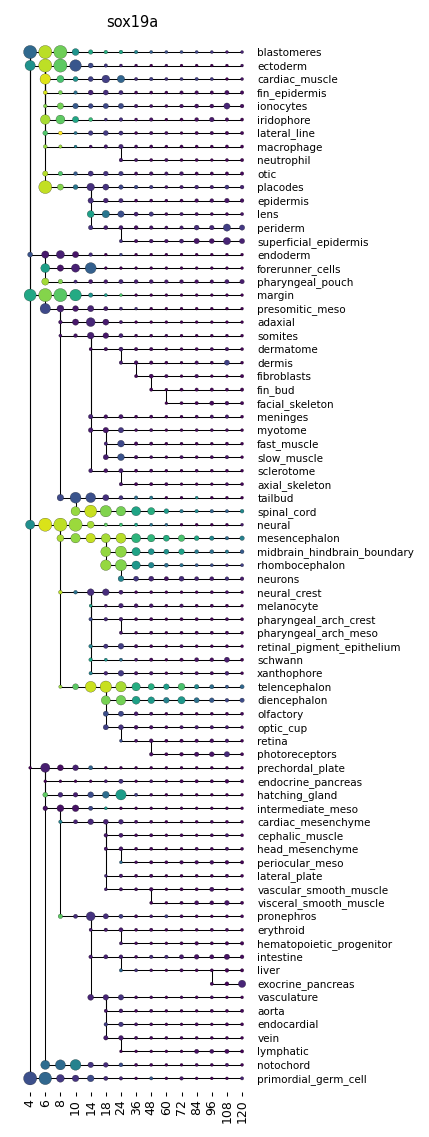 sox19a
blastomeres
ectoderm
cardiac_muscle
fin_epidermis
ionocytes
iridophore
lateral_line
macrophage
neutrophil
otic
placodes
epidermis
lens
periderm
superficial_epidermis
endoderm
forerunner_cells
pharyngeal_pouch
margin
presomitic_meso
adaxial
somites
dermatome
dermis
fibroblasts
fin_bud
facial_skeleton
meninges
myotome
fast_muscle
slow_muscle
sclerotome
axial_skeleton
tailbud
spinal_cord
neural
mesencephalon
midbrain_hindbrain_boundary
rhombocephalon
neurons
neural_crest
melanocyte
pharyngeal_arch_crest
pharyngeal_arch_meso
retinal_pigment_epithelium
schwann
xanthophore
telencephalon
diencephalon
olfactory
optic_cup
retina
photoreceptors
prechordal_plate
endocrine_pancreas
hatching_gland
intermediate_meso
cardiac_mesenchyme
cephalic_muscle
head_mesenchyme
periocular_meso
lateral_plate
vascular_smooth_muscle
visceral_smooth_muscle
pronephros
erythroid
hematopoietic_progenitor
intestine
liver
exocrine_pancreas
vasculature
aorta
endocardial
vein
lymphatic
notochord
primordial_germ_cell
4 6 8 10 14 18 24 36 48 60 72 84 96 108 120